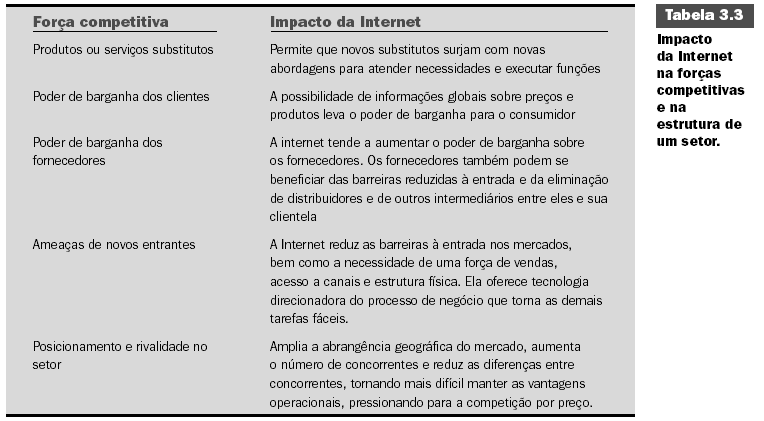 Força competitiva Impacto da Internet
Produtos ou serviços substitutos Permite que novos substitutos surjam com novas
abordagens para atender necessidades e executar funções
Poder de barganha dos clientes A possibilidade de informações globais sobre preços e
produtos leva o poder de barganha para o consumidor
Poder de barganha dos A internet tende a aumentar o poder de barganha sobre
fornecedores os fornecedores. Os fornecedores também podem se
beneficiar das barreiras reduzidas à entrada e da eliminação
de distribuidores e de outros intermediários entre eles e sua
clientela
Ameaças de novos entrantes A Internet reduz as barreiras à entrada nos mercados,
bem como a necessidade de uma força de vendas,
acesso a canais e estrutura física. Ela oferece tecnologia
direcionadora do processo de negócio que torna as demais
tarefas fáceis.
Posicionamento e rivalidade no Amplia a abrangência geográfica do mercado, aumenta
setor o número de concorrentes e reduz as diferenças entre
concorrentes, tornando mais difícil manter as vantagens
operacionais, pressionando para a competição por preço.
Tabela 3.3
Impacto
da Internet
na forças
competitivas
e na
estrutura de
um setor.